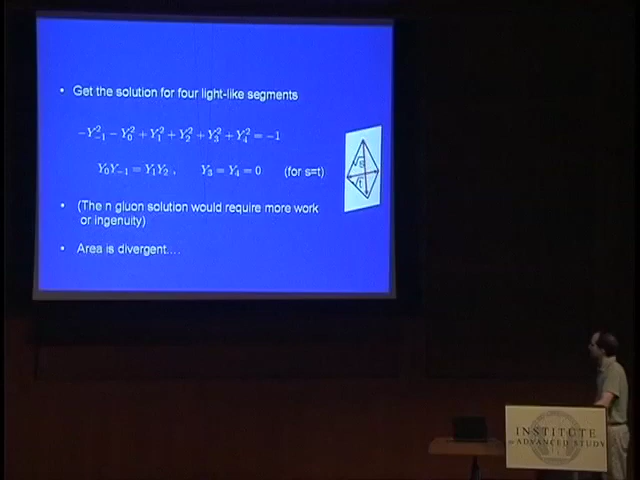 • Get the solution for four light-like segments
-Y²₋₁ - Y²₀ + Y²₁ + Y²₂ + Y²₃ + Y²₄ = -1
Y₀Y₋₁ = Y₁Y₂ , Y₃ = Y₄ = 0 (for s=t)
√s
√t
• (The n gluon solution would require more work
or ingenuity)
• Area is divergent....
INSTITUTE
for ADVANCED STUDY